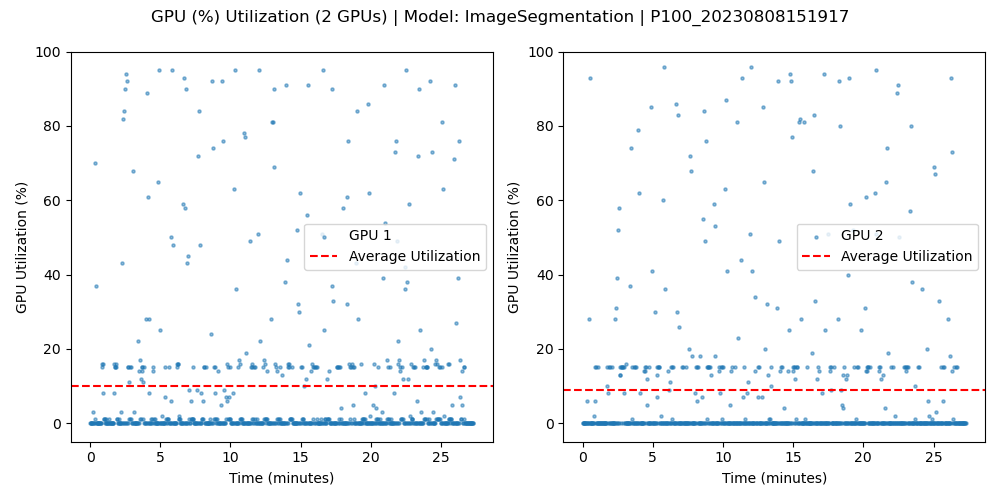 GPU (%) Utilization (2 GPUs) | Model: ImageSegmentation | P100_20230808151917
GPU Utilization (%)
100
80
60
40
20
0
GPU 1
Average Utilization
0 5 10 15 20 25
Time (minutes)
GPU Utilization (%)
100
80
60
40
20
0
GPU 2
Average Utilization
0 5 10 15 20 25
Time (minutes)